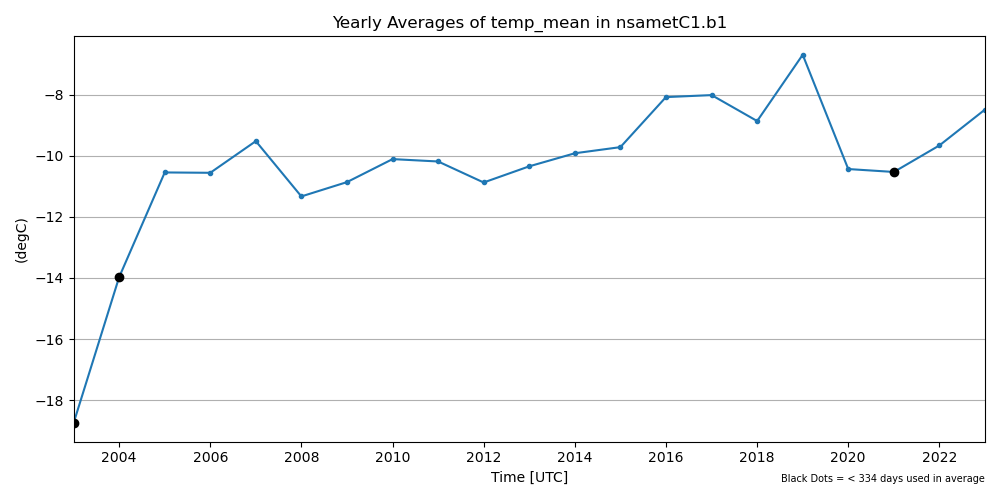 Yearly Averages of temp_mean in nsametC1.b1
(degC)
−8
−10
−12
−14
−16
−18
2004 2006 2008 2010 2012 2014 2016 2018 2020 2022
Time [UTC]
Black Dots = < 334 days used in average